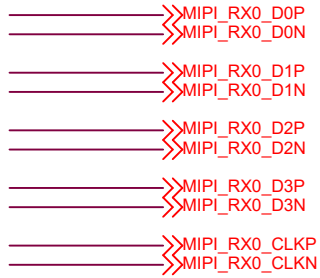 MIPI_RX0_D0P
MIPI_RX0_D0N
MIPI_RX0_D1P
MIPI_RX0_D1N
MIPI_RX0_D2P
MIPI_RX0_D2N
MIPI_RX0_D3P
MIPI_RX0_D3N
MIPI_RX0_CLKP
MIPI_RX0_CLKN